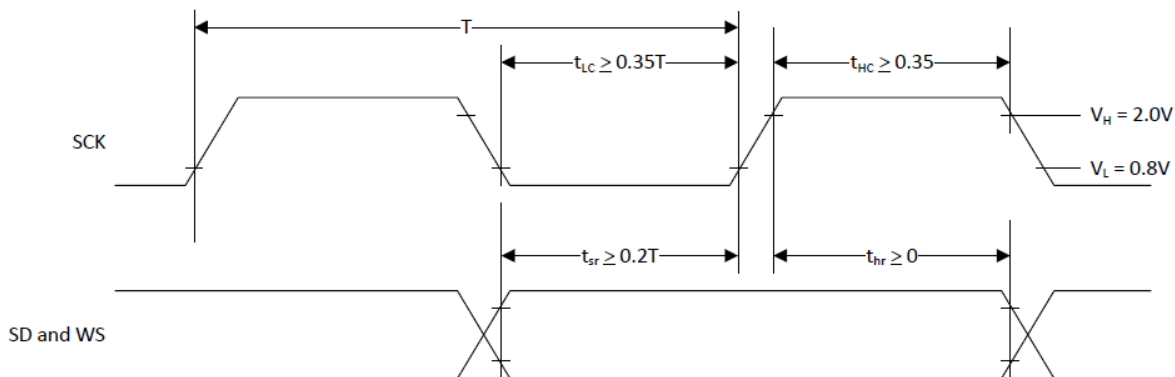 T
tLC ≥ 0.35T
tHC ≥ 0.35
SCK
VH = 2.0V
VL = 0.8V
tsr ≥ 0.2T
thr ≥ 0
SD and WS